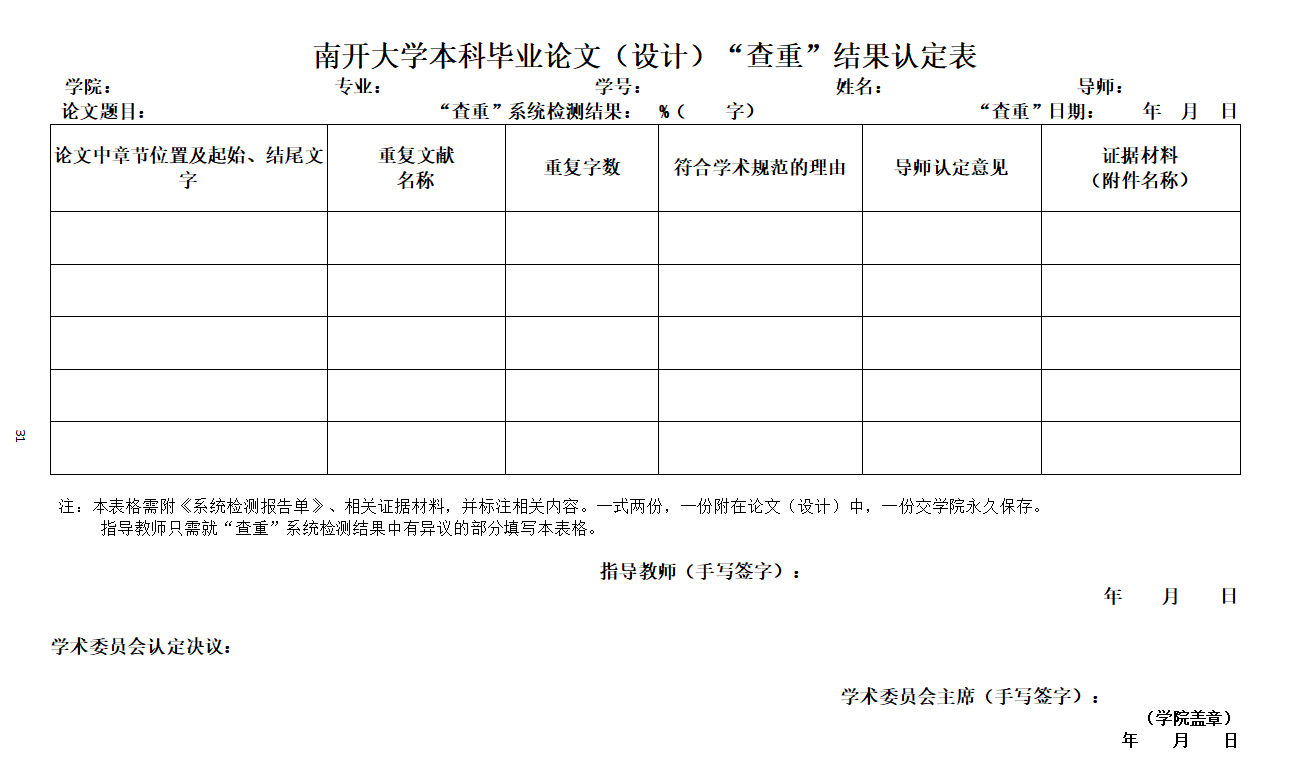 南开大学本科毕业论文（设计）“查重”结果认定表
学院： 专业： 学号： 姓名： 导师：
论文题目： “查重”系统检测结果： %（ 字） “查重”日期： 年 月 日
论文中章节位置及起始、结尾文
字
重复文献
名称
重复字数
符合学术规范的理由
导师认定意见
证据材料
（附件名称）
31
注：本表格需附《系统检测报告单》、相关证据材料，并标注相关内容。一式两份，一份附在论文（设计）中，一份交学院永久保存。
指导教师只需就“查重”系统检测结果中有异议的部分填写本表格。
指导教师（手写签字）：
年 月 日
学术委员会认定决议：
学术委员会主席（手写签字）：
（学院盖章）
年 月 日